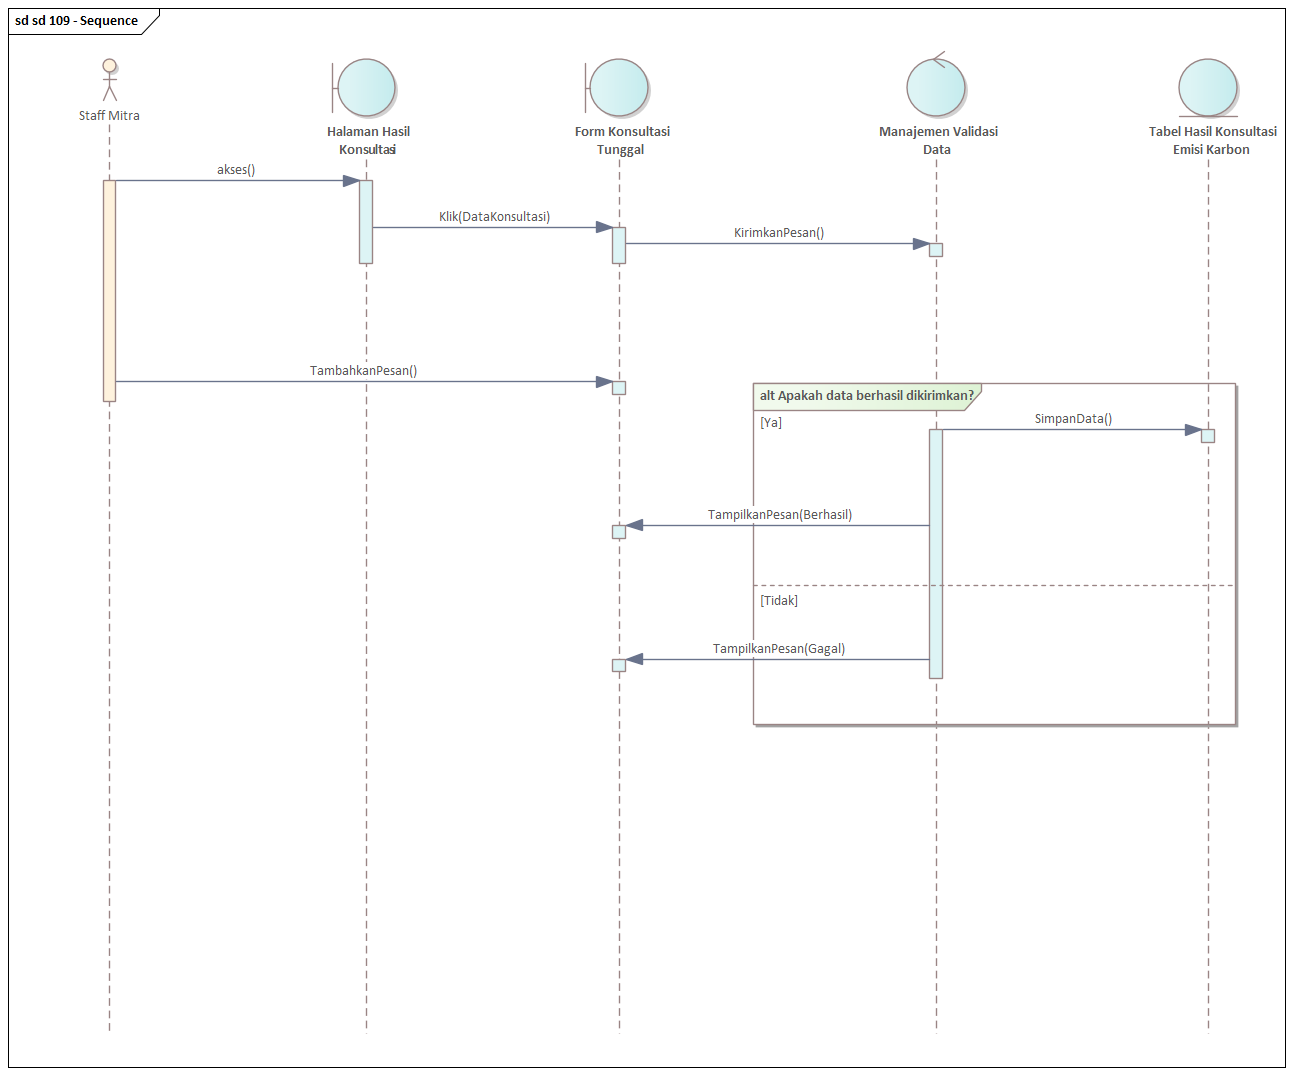 sd sd 109 - Sequence
Staff Mitra
Halaman Hasil
Konsultasi
Form Konsultasi
Tunggal
Manajemen Validasi
Data
Tabel Hasil Konsultasi
Emisi Karbon
akses()
Klik(DataKonsultasi)
KirimkanPesan()
TambahkanPesan()
alt Apakah data berhasil dikirimkan?
[Ya]
SimpanData()
TampilkanPesan(Berhasil)
[Tidak]
TampilkanPesan(Gagal)